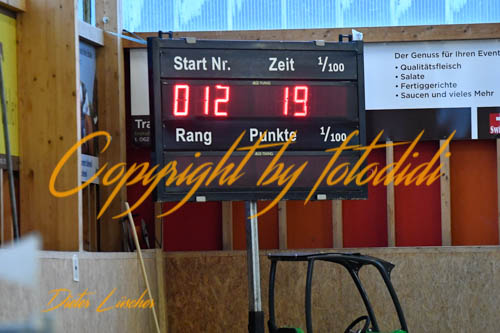 Start Nr. Zeit 1/100
012 19
Rang Punkte 1/100
Der Genuss für Ihren Event
• Qualitätsfleisch
• Salate
• Fertiggerichte
• Saucen und vieles Mehr
Copyright by fotodidi
Dieter Lüscher